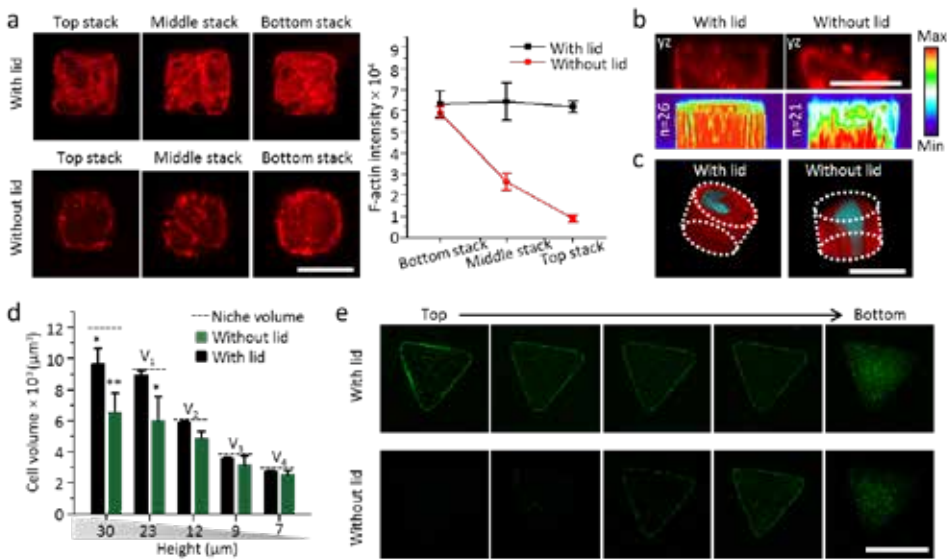 a
Top stack Middle stack Bottom stack
With lid
Top stack Middle stack Bottom stack
Without lid
F-actin intensity × 10⁴
9
8
7
6
5
4
3
2
1
0
With lid
Without lid
Bottom stack Middle stack Top stack
b
With lid Without lid
yz yz
n=26 n=21
Max
Min
c
With lid Without lid
d
Cell volume × 10³ (μm³)
12
10
8
6
4
2
0
Niche volume
Without lid
With lid
* ** V₁ * V₂ V₃ V₄
30 23 12 9 7
Height (μm)
e
Top Bottom
With lid
Without lid